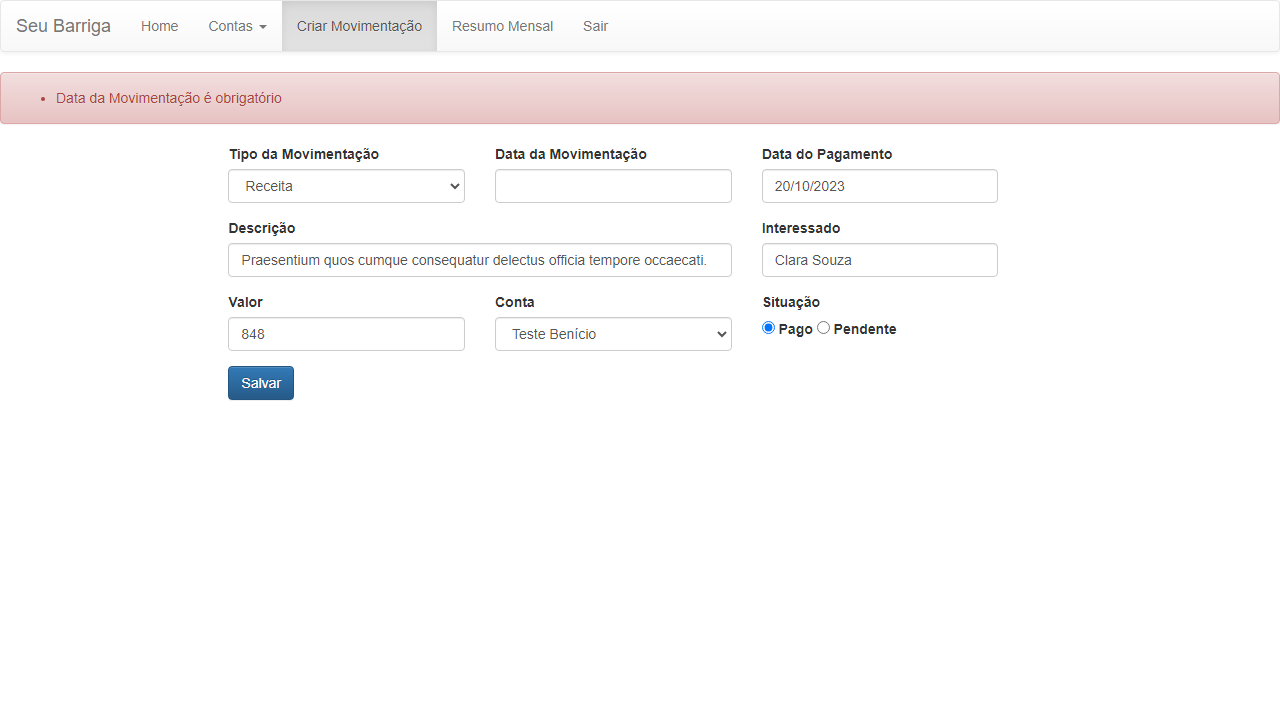 Seu Barriga Home Contas Criar Movimentação Resumo Mensal Sair
Data da Movimentação é obrigatório
Tipo da Movimentação Data da Movimentação Data do Pagamento
Receita 20/10/2023
Descrição Interessado
Praesentium quos cumque consequatur delectus officia tempore occaecati. Clara Souza
Valor Conta Situação
848 Teste Benício Pago Pendente
Salvar